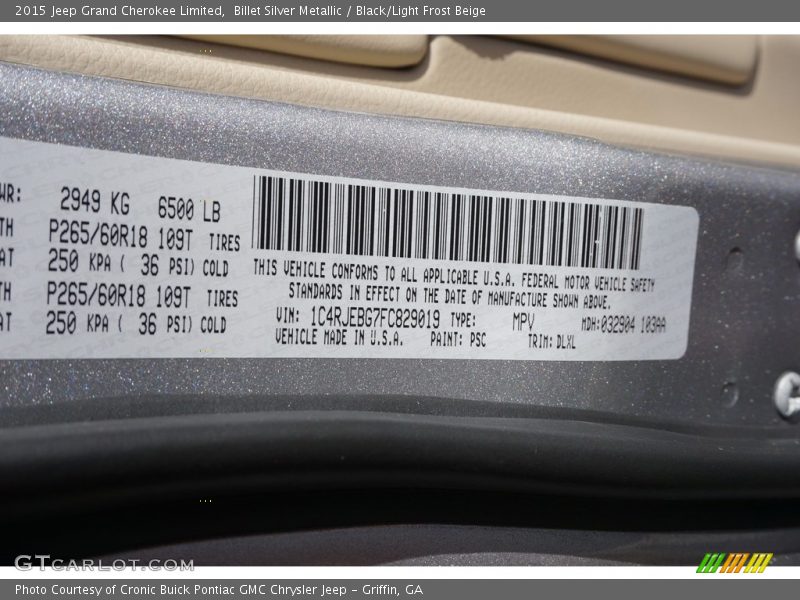 2015 Jeep Grand Cherokee Limited,  Billet Silver Metallic / Black/Light Frost Beige
WR: 2949 KG 6500 LB
TH P265/60R18 109T TIRES
AT 250 KPA ( 36 PSI) COLD
TH P265/60R18 109T TIRES
AT 250 KPA ( 36 PSI) COLD
THIS VEHICLE CONFORMS TO ALL APPLICABLE U.S.A. FEDERAL MOTOR VEHICLE SAFETY
STANDARDS IN EFFECT ON THE DATE OF MANUFACTURE SHOWN ABOVE.
VIN: 1C4RJEBG7FC829019 TYPE: MPV MDH:032904 103AA
VEHICLE MADE IN U.S.A. PAINT: PSC TRIM: DLXL
GTCARLOT.COM
Photo Courtesy of Cronic Buick Pontiac GMC Chrysler Jeep - Griffin, GA